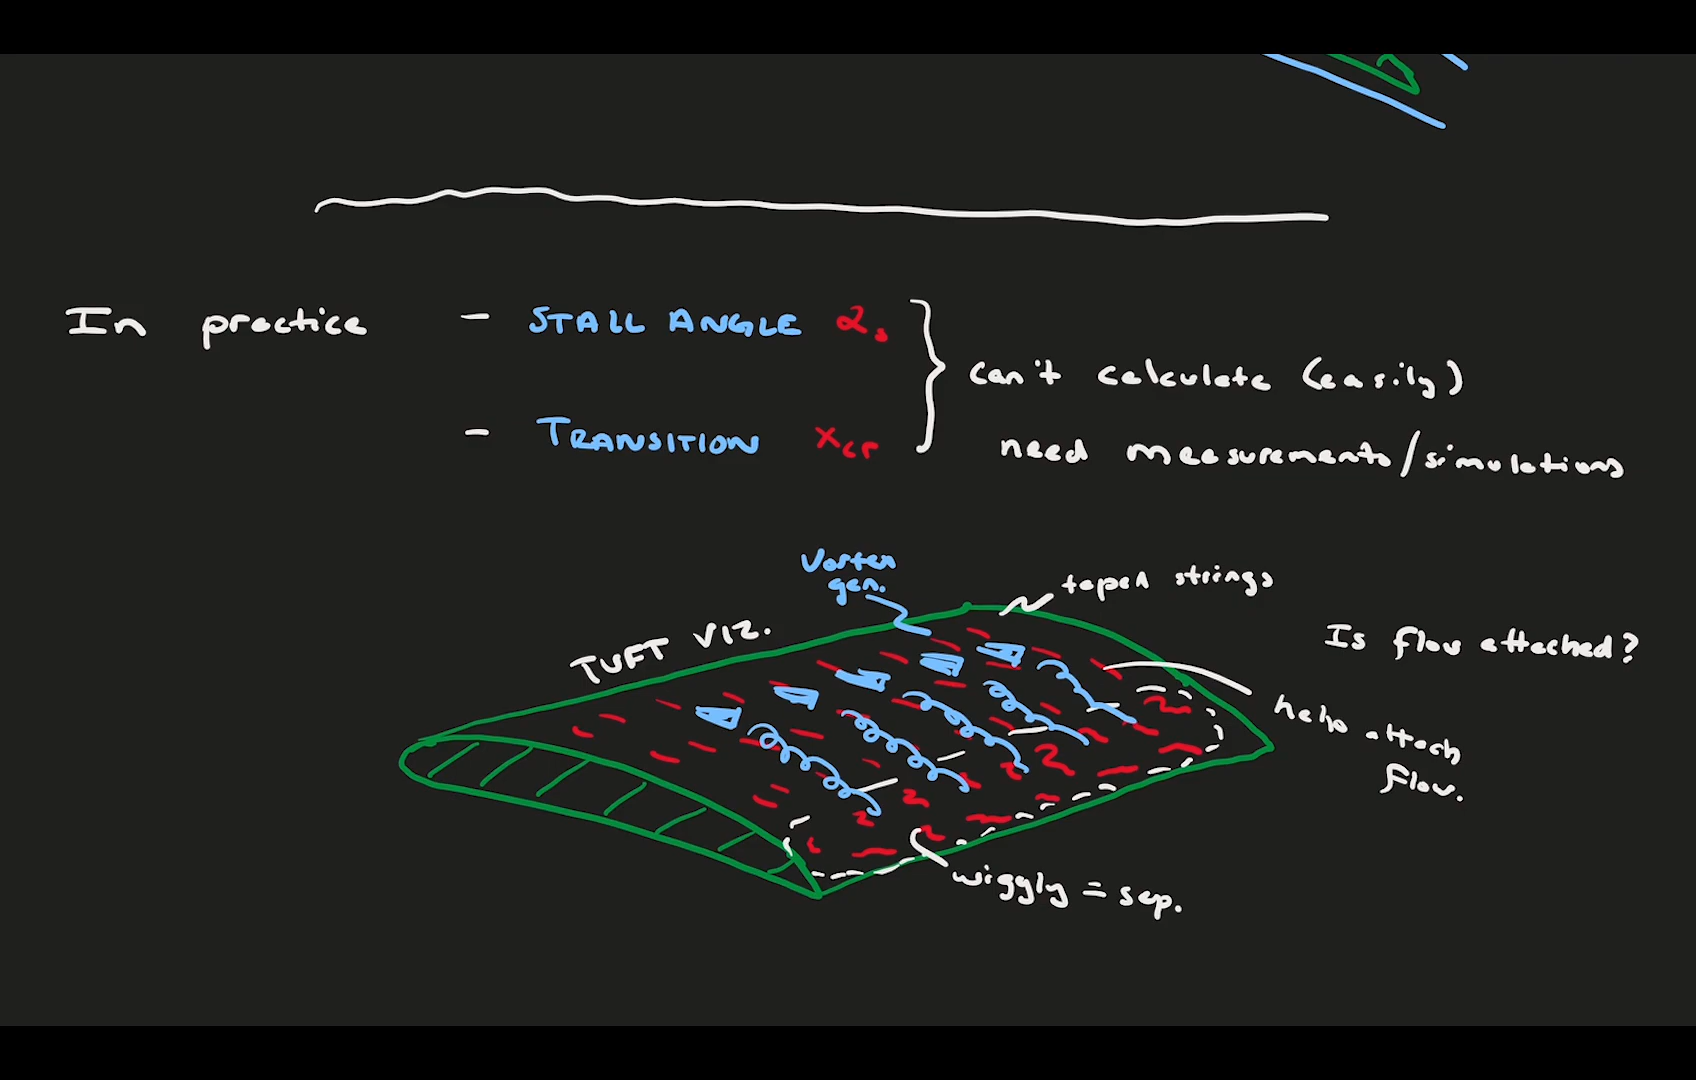 In practice - STALL ANGLE αs
- TRANSITION xcr
can't calculate (easily)
need measurements/simulations
Vortex
gen.
taped strings
TUFT VIZ.
Is flow attached?
help attach
flow.
wiggly = sep.